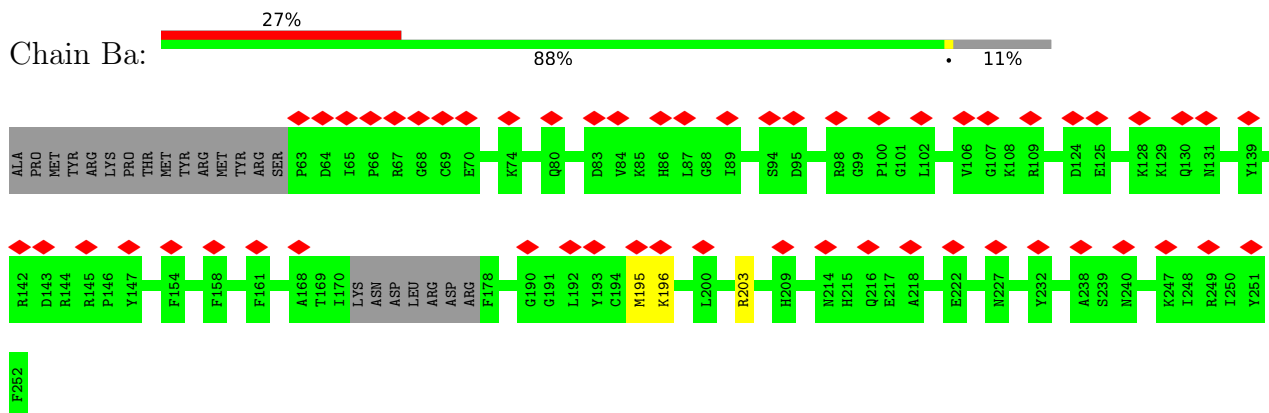 27%
Chain Ba:
88% • 11%
ALA PRO MET TYR ARG LYS PRO THR MET TYR ARG MET TYR ARG SER P63 D64 I65 P66 R67 G68 C69 E70 K74 Q80 D83 V84 K85 H86 L87 G88 I89 S94 D95 R98 G99 P100 G101 L102 V106 G107 K108 R109 D124 E125 K128 K129 Q130 N131 Y139
R142 D143 R144 R145 P146 Y147 F154 F158 F161 A168 T169 I170 LYS ASN ASP LEU ARG ASP ARG F178 G190 G191 L192 Y193 G194 M195 K196 L200 R203 H209 N214 H215 Q216 E217 A218 E222 N227 Y232 A238 S239 N240 K247 I248 R249 I250 Y251
F252